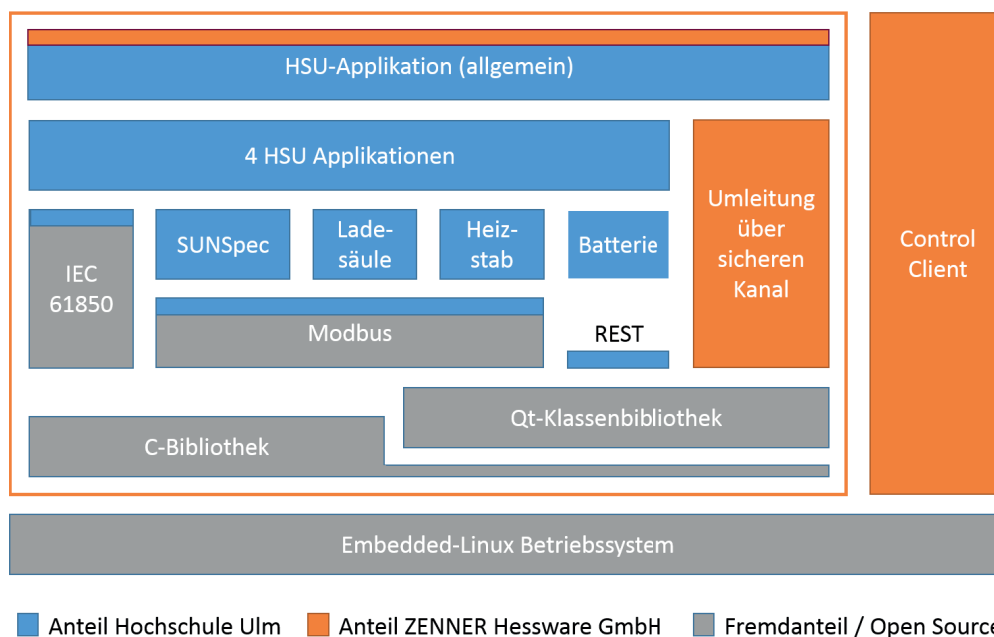 HSU-Applikation (allgemein)
4 HSU Applikationen
Umleitung
über
sicheren
Kanal
Control
Client
IEC
61850
SUNSpec
Lade-
säule
Heiz-
stab
Batterie
Modbus
REST
Qt-Klassenbibliothek
C-Bibliothek
Embedded-Linux Betriebssystem
Anteil Hochschule Ulm
Anteil ZENNER Hessware GmbH
Fremdanteil / Open Source